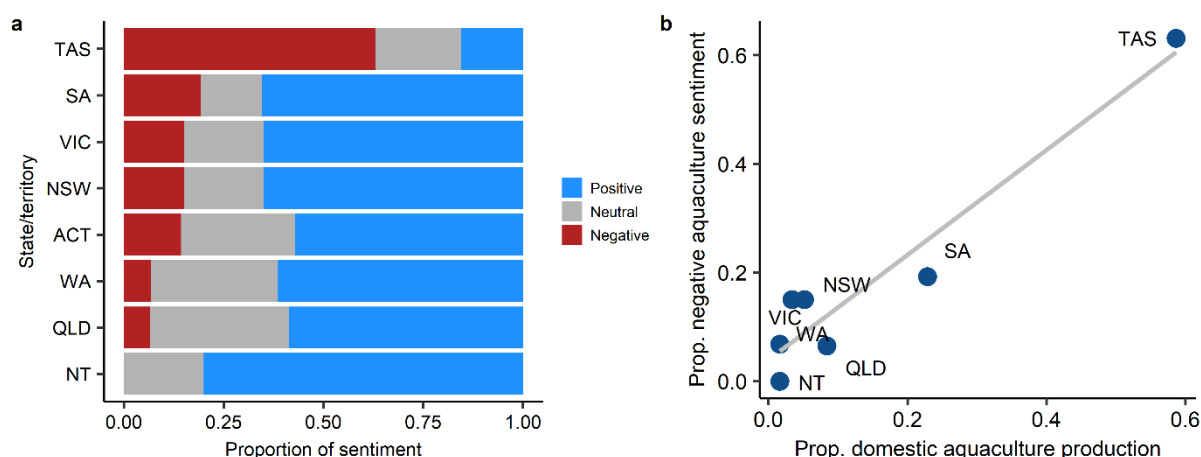 a
State/territory
TAS
SA
VIC
NSW
ACT
WA
QLD
NT
0.00
0.25
0.50
0.75
1.00
Proportion of sentiment
Positive
Neutral
Negative
b
Prop. negative aquaculture sentiment
0.6
0.4
0.2
0.0
TAS
SA
NSW
VIC
WA
QLD
NT
0.0
0.2
0.4
0.6
Prop. domestic aquaculture production